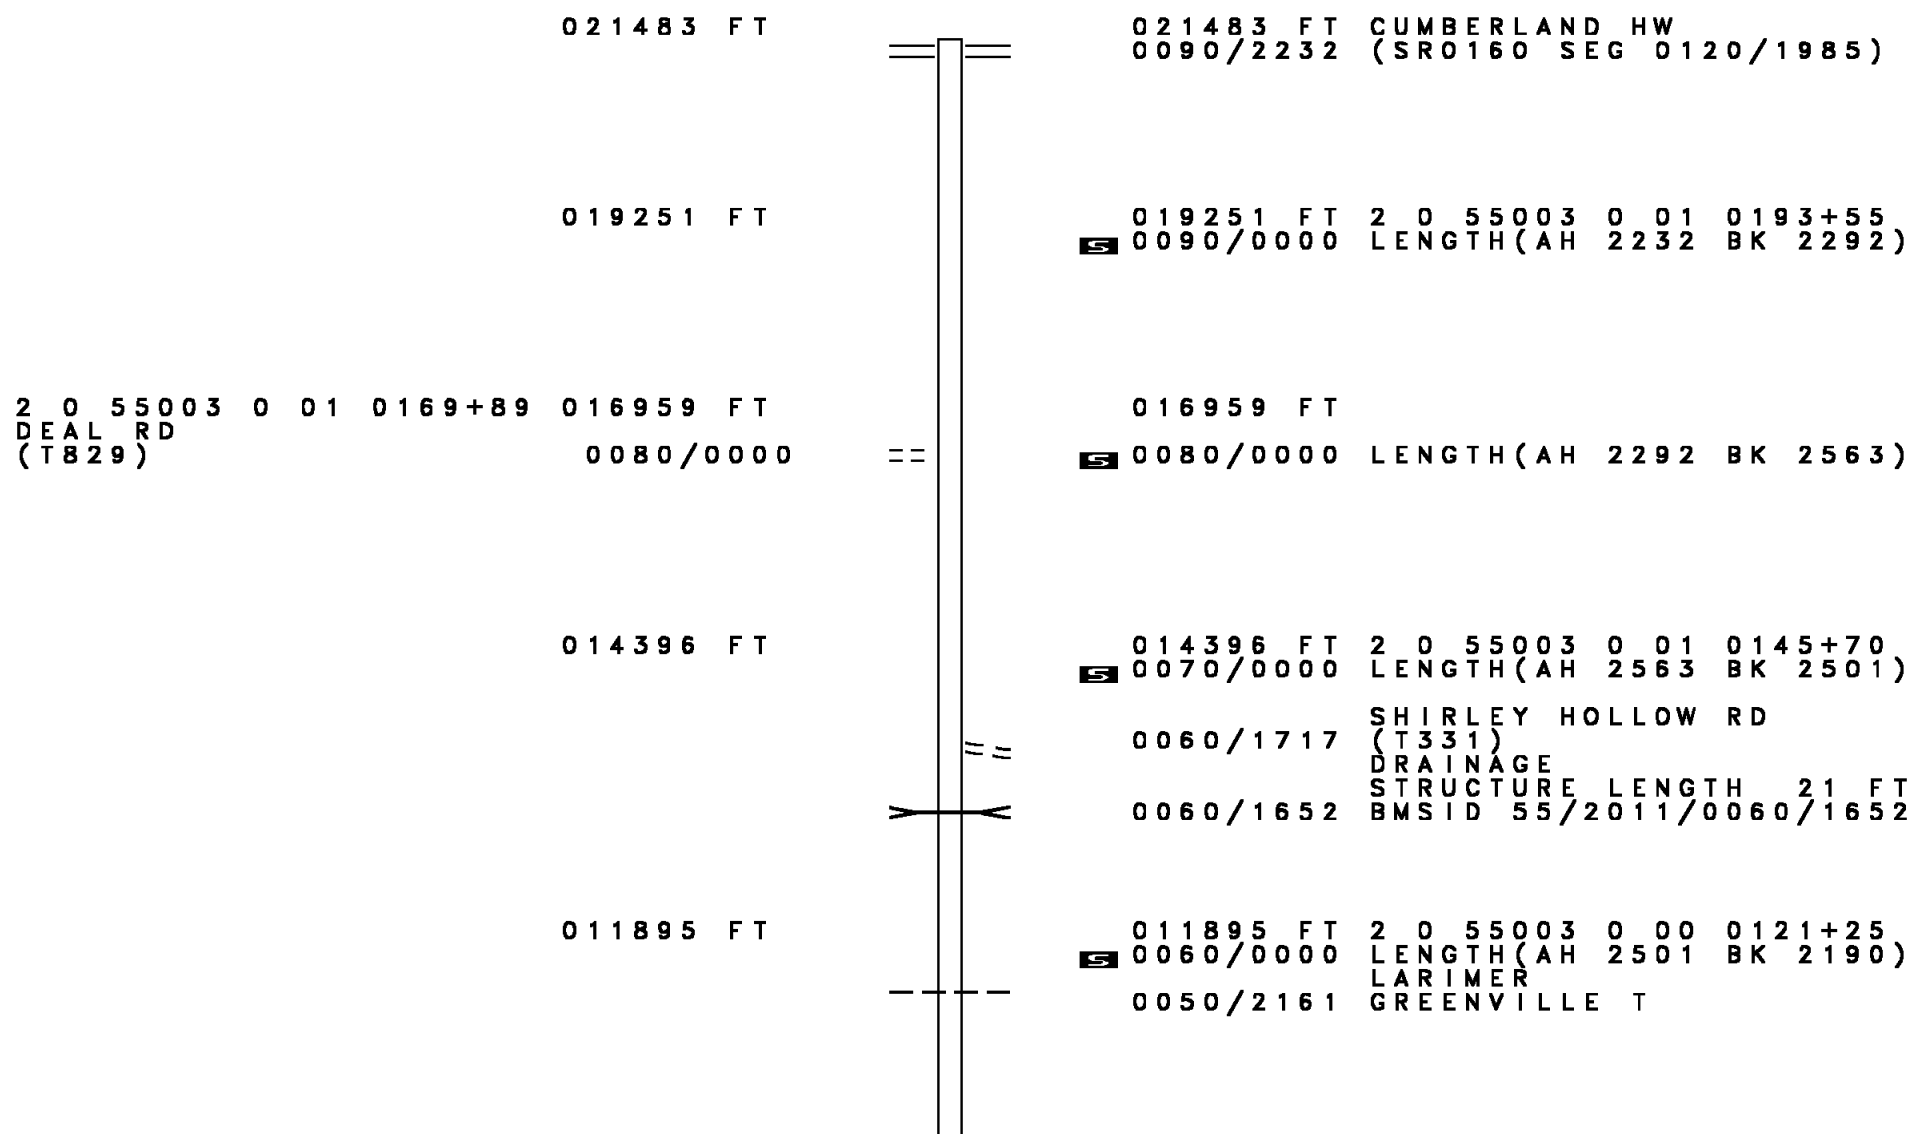 021483 FT 021483 FT CUMBERLAND HW
0090/2232 (SR0160 SEG 0120/1985)
019251 FT 019251 FT 2 0 55003 0 01 0193+55
S 0090/0000 LENGTH(AH 2232 BK 2292)
2 0 55003 0 01 0169+89 016959 FT 016959 FT
DEAL RD
(T829) 0080/0000 S 0080/0000 LENGTH(AH 2292 BK 2563)
014396 FT 014396 FT 2 0 55003 0 01 0145+70
S 0070/0000 LENGTH(AH 2563 BK 2501)
SHIRLEY HOLLOW RD
0060/1717 (T331)
DRAINAGE
STRUCTURE LENGTH 21 FT
0060/1652 BMSID 55/2011/0060/1652
011895 FT 011895 FT 2 0 55003 0 00 0121+25
S 0060/0000 LENGTH(AH 2501 BK 2190)
LARIMER
0050/2161 GREENVILLE T